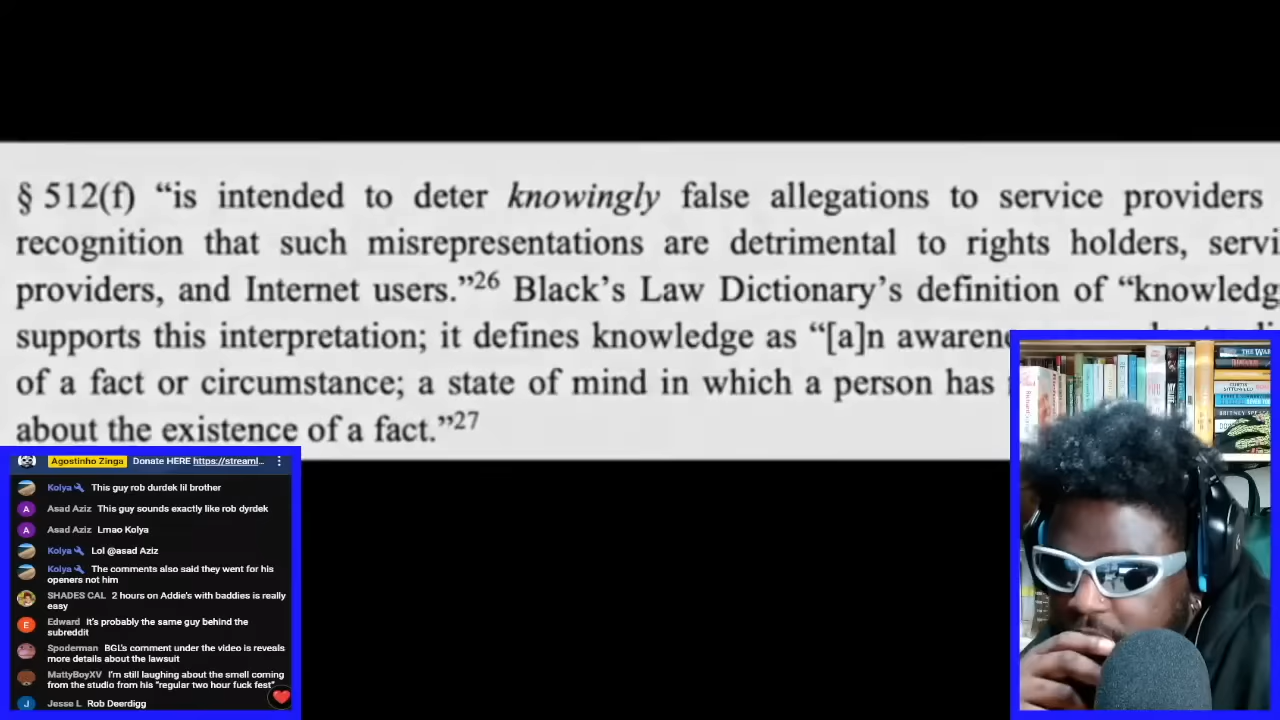 § 512(f) “is intended to deter knowingly false allegations to service providers
recognition that such misrepresentations are detrimental to rights holders, servi
providers, and Internet users.”26 Black’s Law Dictionary’s definition of “knowledg
supports this interpretation; it defines knowledge as “[a]n awaren
of a fact or circumstance; a state of mind in which a person has
about the existence of a fact.”27
Agostinho Zinga Donate HERE https://streaml...
Kolya This guy rob durdek lil brother
A Asad Aziz This guy sounds exactly like rob dyrdek
A Asad Aziz Lmao Kolya
Kolya Lol @asad Aziz
Kolya The comments also said they went for his
openers not him
SHADES CAL 2 hours on Addie's with baddies is really
easy
E Edward It’s probably the same guy behind the
subreddit
Spoderman BGL’s comment under the video is reveals
more details about the lawsuit
MattyBoyXV I’m still laughing about the smell coming
from the studio from his “regular two hour fuck fest”
J Jesse L Rob Deerdigg
THE WAR
CURTIS
SITTENFELD
BRITNEY